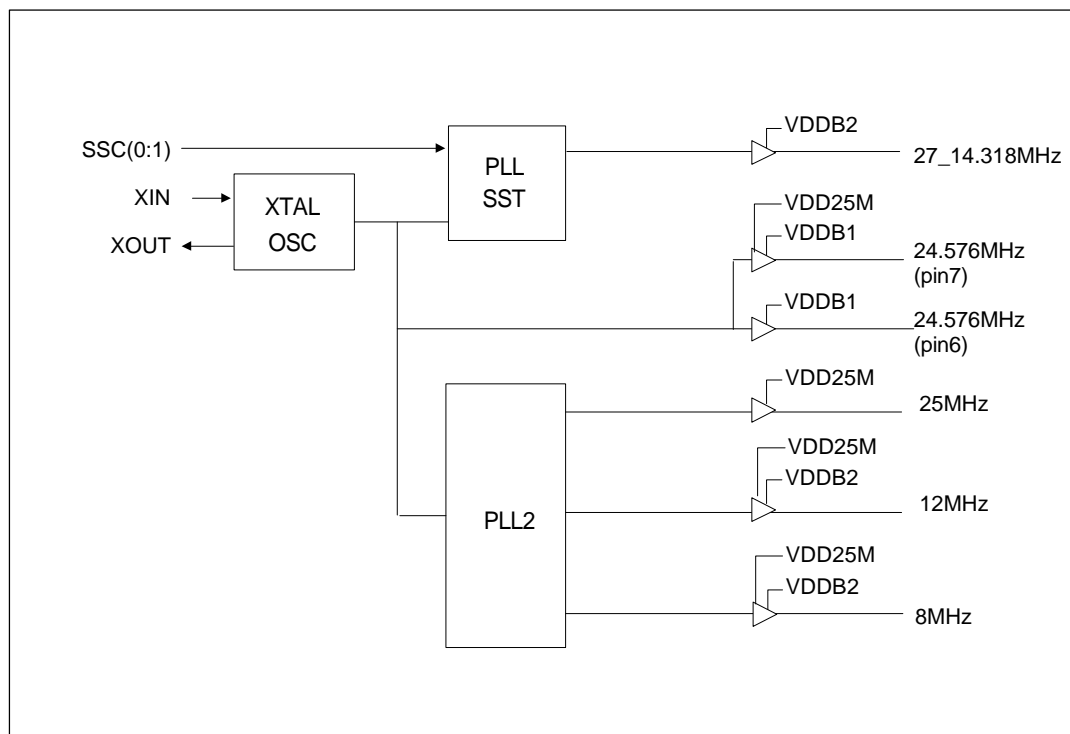 VDDB2
SSC(0:1)
PLL
SST
27_14.318MHz
XIN
XTAL
OSC
XOUT
VDD25M
VDDB1
24.576MHz
(pin7)
VDDB1
24.576MHz
(pin6)
VDD25M
25MHz
VDD25M
VDDB2
12MHz
PLL2
VDD25M
VDDB2
8MHz